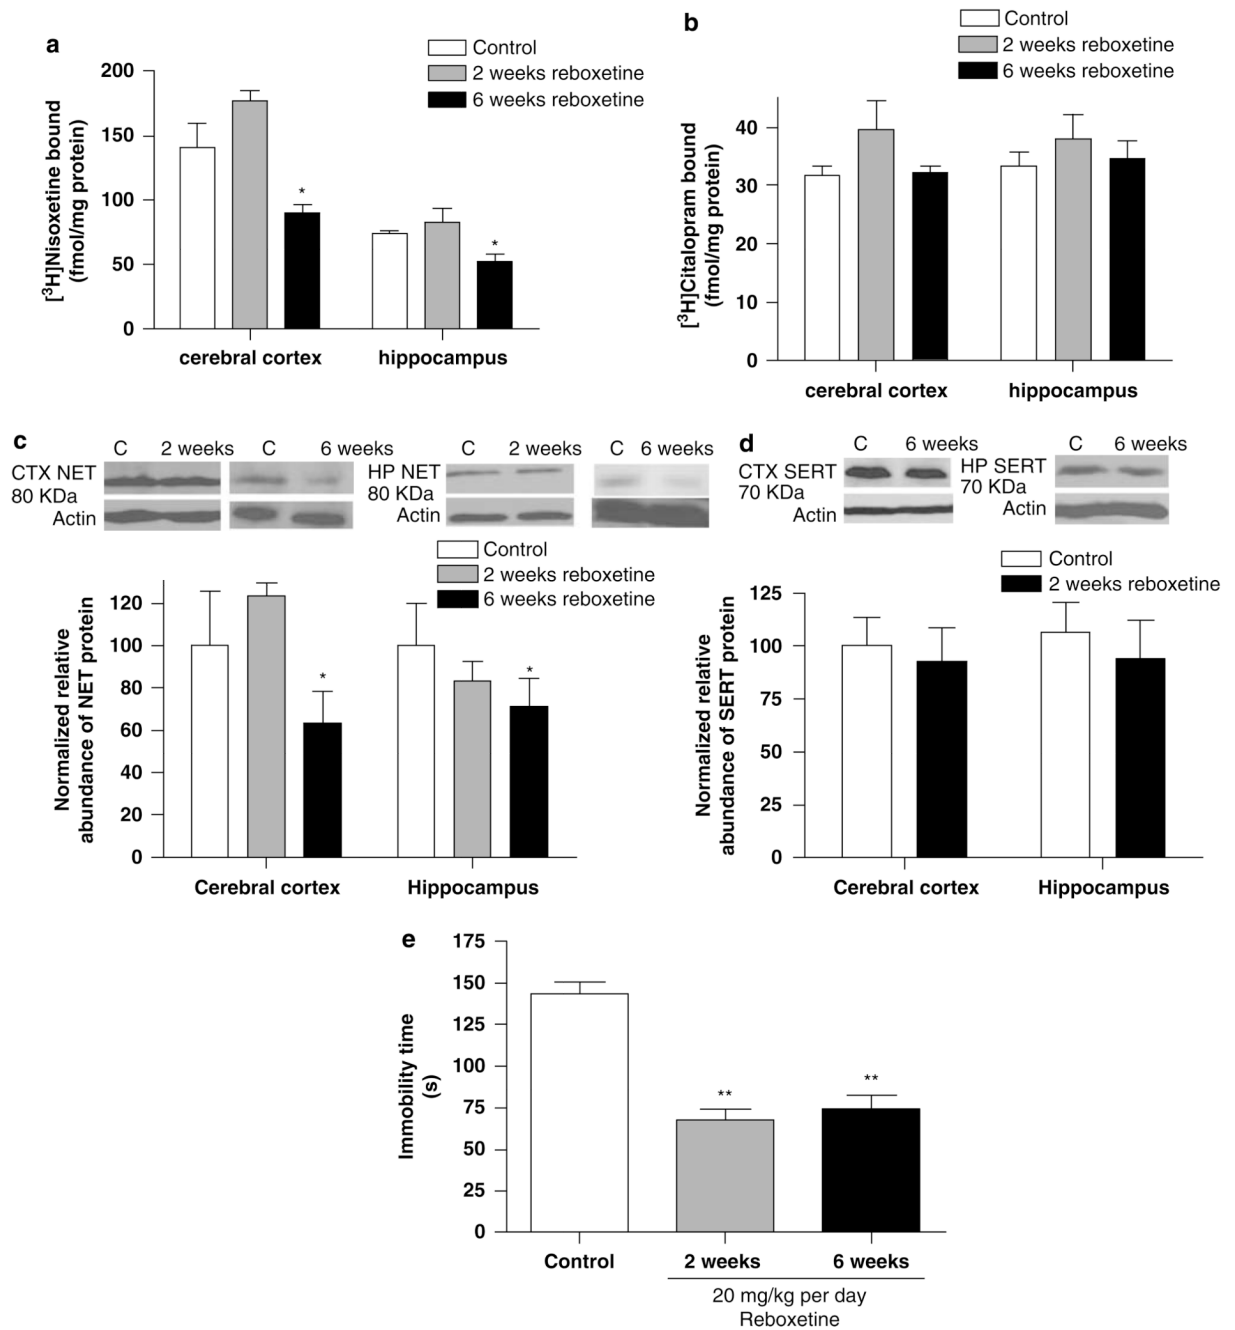 a
Control
2 weeks reboxetine
6 weeks reboxetine
200
150
100
50
0
[³H]Nisoxetine bound
(fmol/mg protein)
*
*
cerebral cortex
hippocampus
b
Control
2 weeks reboxetine
6 weeks reboxetine
40
30
20
10
0
[³H]Citalopram bound
(fmol/mg protein)
cerebral cortex
hippocampus
c
C 2 weeks C 6 weeks
CTX NET
80 KDa
Actin
C 2 weeks C 6 weeks
HP NET
80 KDa
Actin
Control
2 weeks reboxetine
6 weeks reboxetine
120
100
80
60
40
20
0
Normalized relative
abundance of NET protein
*
*
Cerebral cortex
Hippocampus
d
C 6 weeks
CTX SERT
70 KDa
Actin
C 6 weeks
HP SERT
70 KDa
Actin
Control
2 weeks reboxetine
125
100
75
50
25
0
Normalized relative
abundance of SERT protein
Cerebral cortex
Hippocampus
e
175
150
125
100
75
50
25
0
Immobility time
(s)
**
**
Control
2 weeks
6 weeks
20 mg/kg per day
Reboxetine